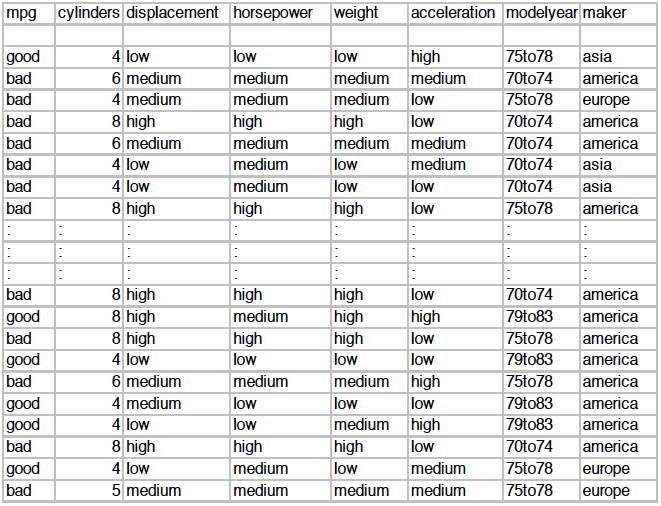 mpg cylinders displacement horsepower weight acceleration modelyear maker
good 4 low low low high 75to78 asia
bad 6 medium medium medium medium 70to74 america
bad 4 medium medium medium low 75to78 europe
bad 8 high high high low 70to74 america
bad 6 medium medium medium medium 70to74 america
bad 4 low medium low medium 70to74 asia
bad 4 low medium low low 70to74 asia
bad 8 high high high low 75to78 america
: : : : : : : :
: : : : : : : :
: : : : : : : :
bad 8 high high high low 70to74 america
good 8 high medium high high 79to83 america
bad 8 high high high low 75to78 america
good 4 low low low low 79to83 america
bad 6 medium medium medium high 75to78 america
good 4 medium low low low 79to83 america
good 4 low low medium high 79to83 america
bad 8 high high high low 70to74 america
good 4 low medium low medium 75to78 europe
bad 5 medium medium medium medium 75to78 europe